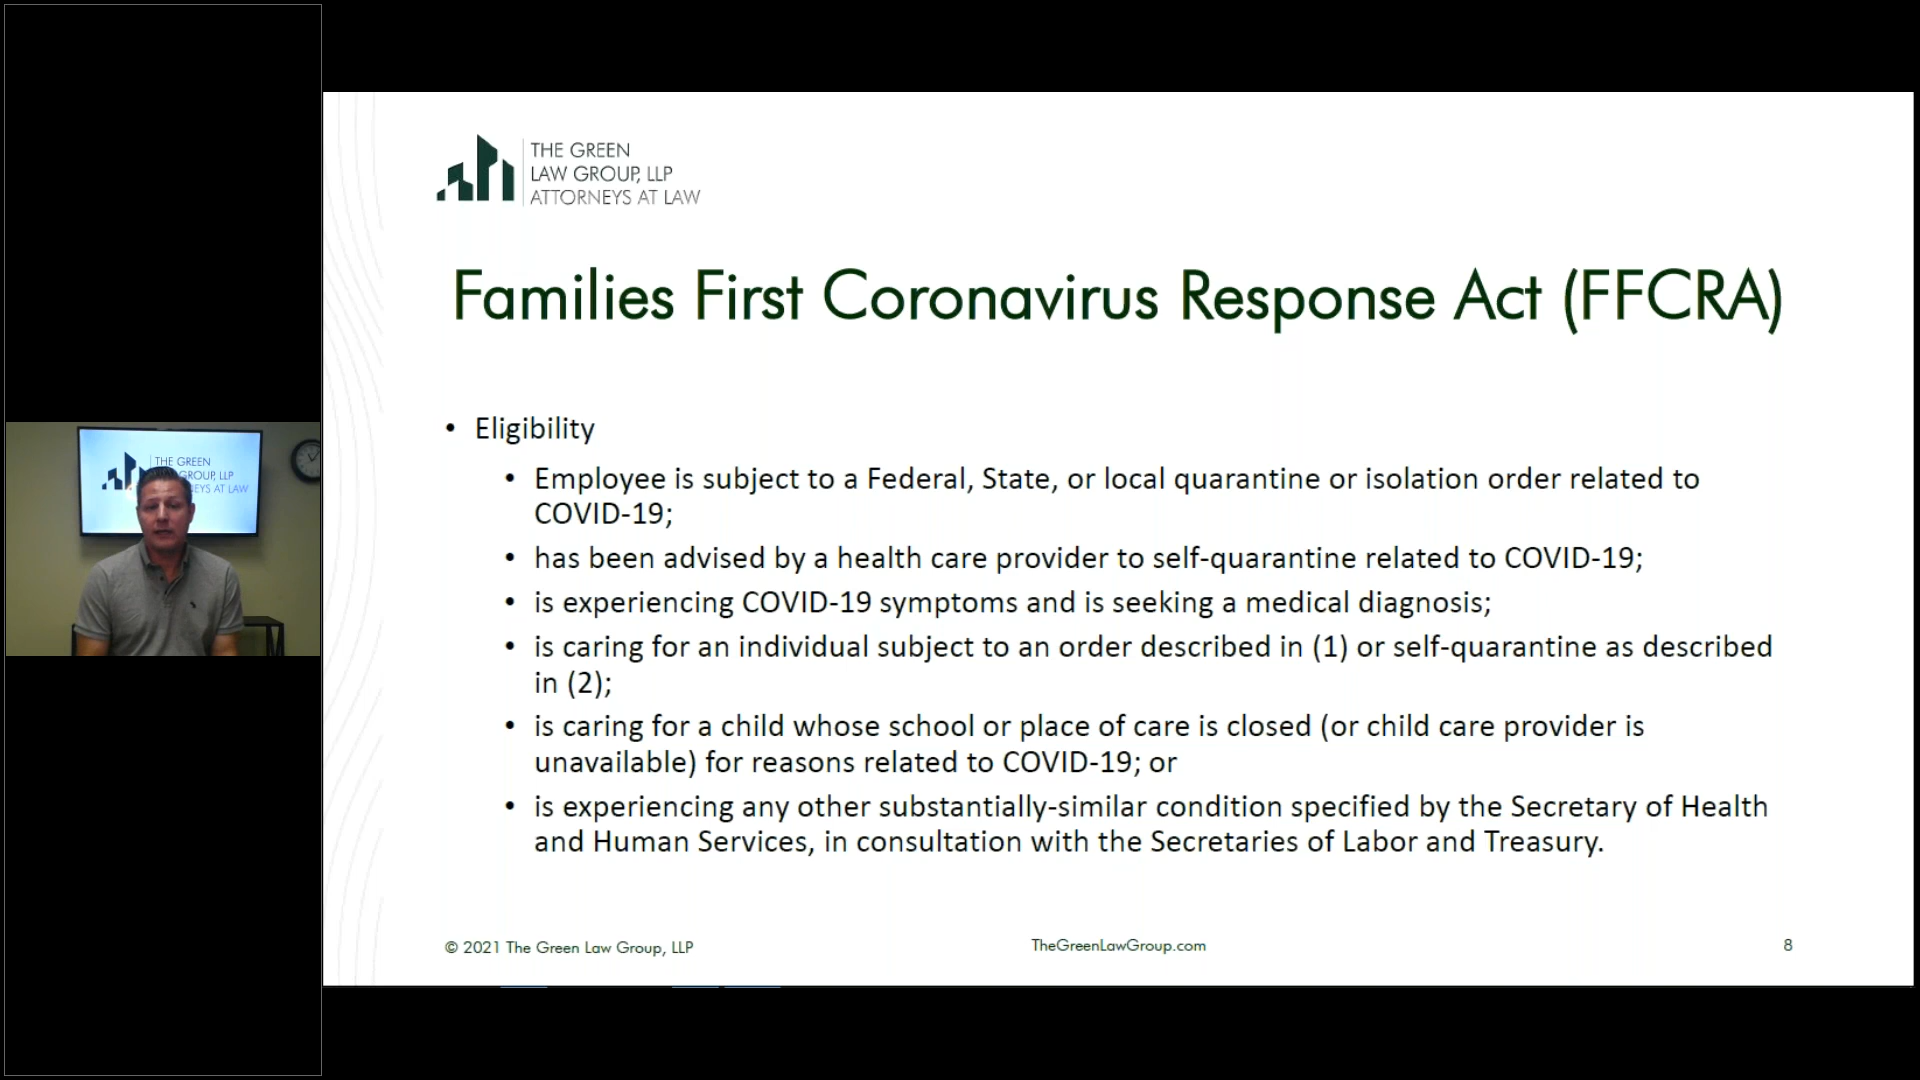 THE GREEN
LAW GROUP, LLP
ATTORNEYS AT LAW
Families First Coronavirus Response Act (FFCRA)
• Eligibility
• Employee is subject to a Federal, State, or local quarantine or isolation order related to
COVID-19;
• has been advised by a health care provider to self-quarantine related to COVID-19;
• is experiencing COVID-19 symptoms and is seeking a medical diagnosis;
• is caring for an individual subject to an order described in (1) or self-quarantine as described
in (2);
• is caring for a child whose school or place of care is closed (or child care provider is
unavailable) for reasons related to COVID-19; or
• is experiencing any other substantially-similar condition specified by the Secretary of Health
and Human Services, in consultation with the Secretaries of Labor and Treasury.
© 2021 The Green Law Group, LLP
TheGreenLawGroup.com
8
THE GREEN
GROUP, LLP
EYS AT LAW